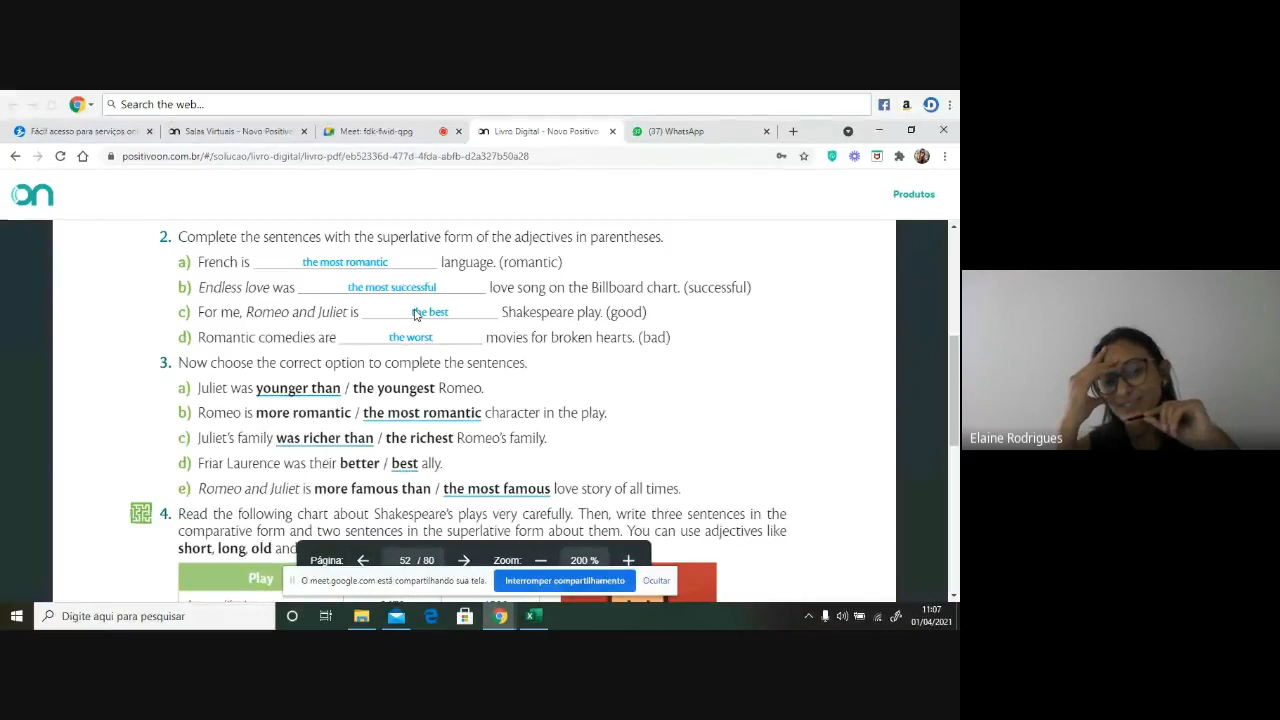 Search the web...
Fácil acesso para serviços on
Salas Virtuais - Novo Positivo
Meet: fdk-fwid-qpg
Livro Digital - Novo Positivo
(37) WhatsApp
positivoon.com.br/#/solucao/livro-digital/livro-pdf/eb52336d-477d-4fda-abfb-d2a327b50a28
on
Produtos
2. Complete the sentences with the superlative form of the adjectives in parentheses.
a) French is the most romantic language. (romantic)
b) Endless love was the most successful love song on the Billboard chart. (successful)
c) For me, Romeo and Juliet is the best Shakespeare play. (good)
d) Romantic comedies are the worst movies for broken hearts. (bad)
3. Now choose the correct option to complete the sentences.
a) Juliet was younger than / the youngest Romeo.
b) Romeo is more romantic / the most romantic character in the play.
c) Juliet's family was richer than / the richest Romeo's family.
d) Friar Laurence was their better / best ally.
e) Romeo and Juliet is more famous than / the most famous love story of all times.
4. Read the following chart about Shakespeare's plays very carefully. Then, write three sentences in the
comparative form and two sentences in the superlative form about them. You can use adjectives like
short, long, old and
Página: 52 / 80 Zoom: 200 %
Play
O meet.google.com está compartilhando sua tela. Interromper compartilhamento Ocultar
Digite aqui para pesquisar
11:07
01/04/2021
Elaine Rodrigues